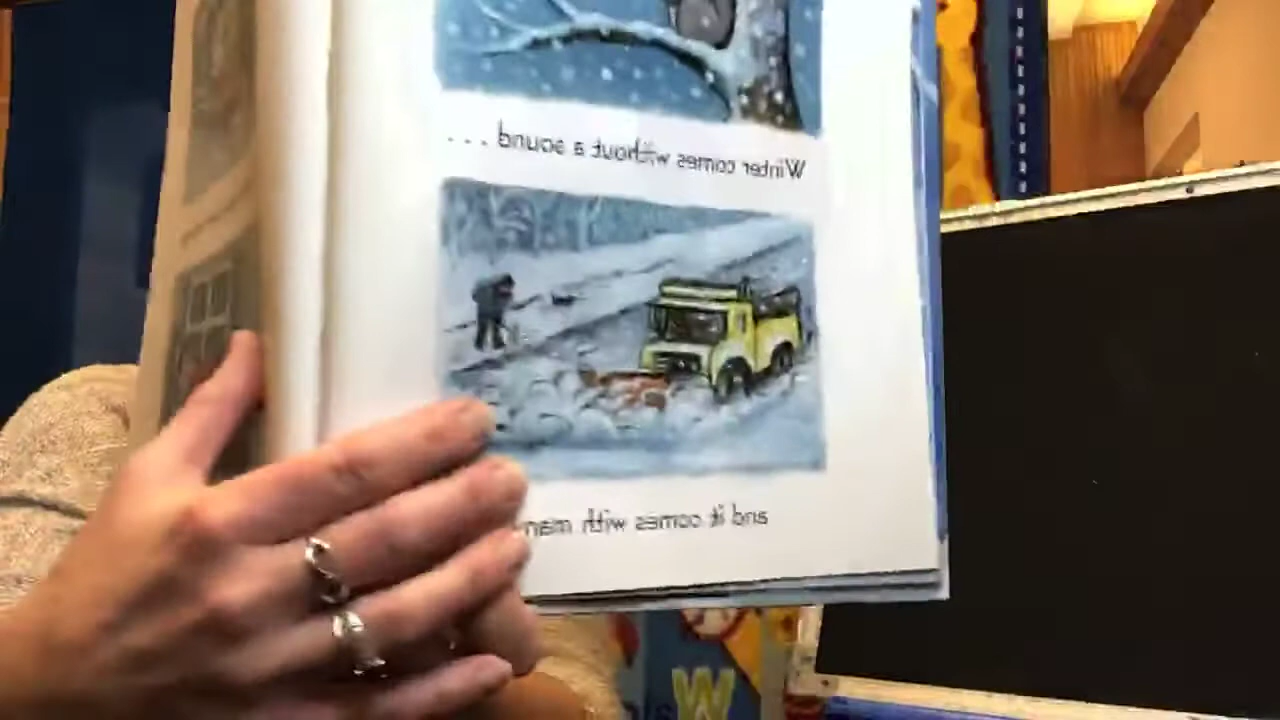 Winter comes without a sound . . .
and it comes with
W